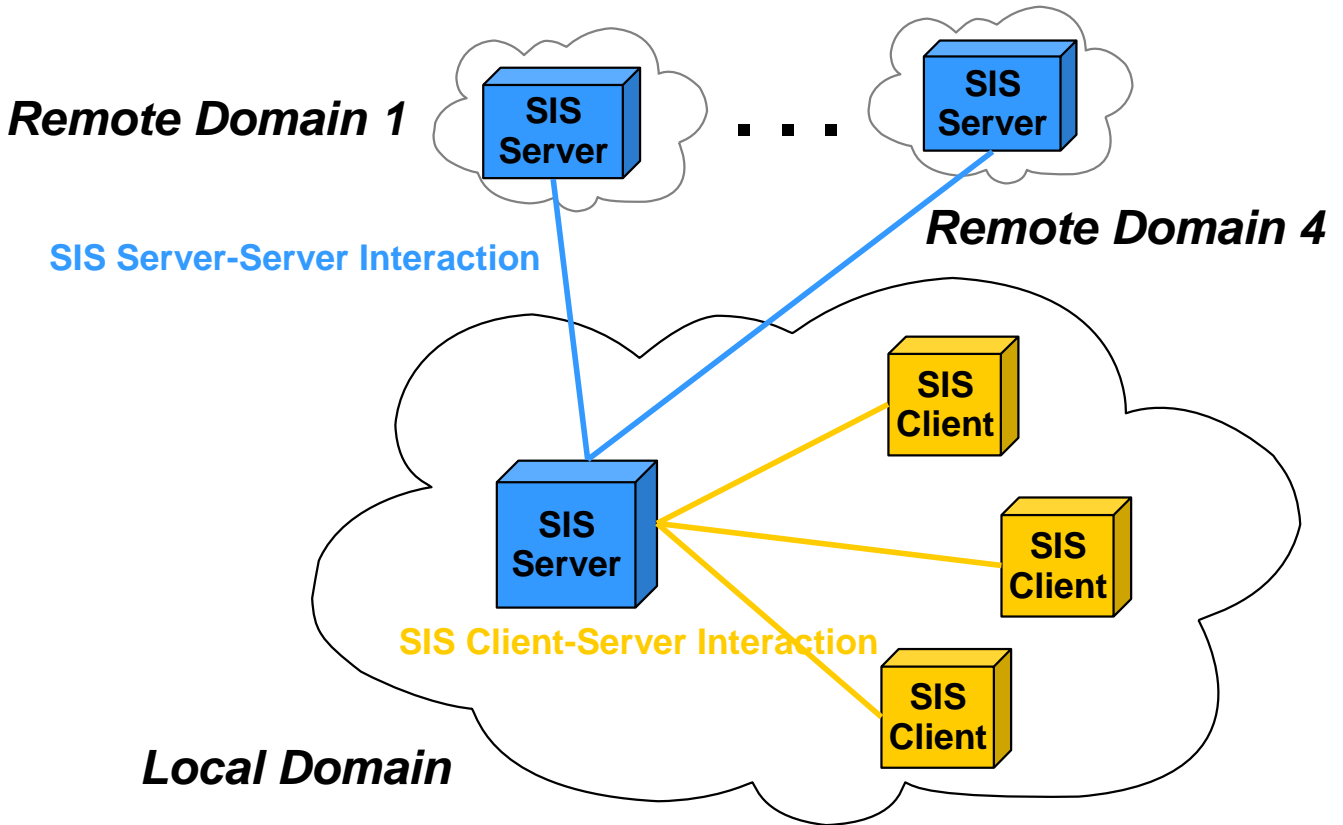 SIS
Server
Remote Domain 1
. . .
SIS
Server
Remote Domain 4
SIS Server-Server Interaction
SIS
Client
SIS
Server
SIS
Client
SIS Client-Server Interaction
SIS
Client
Local Domain